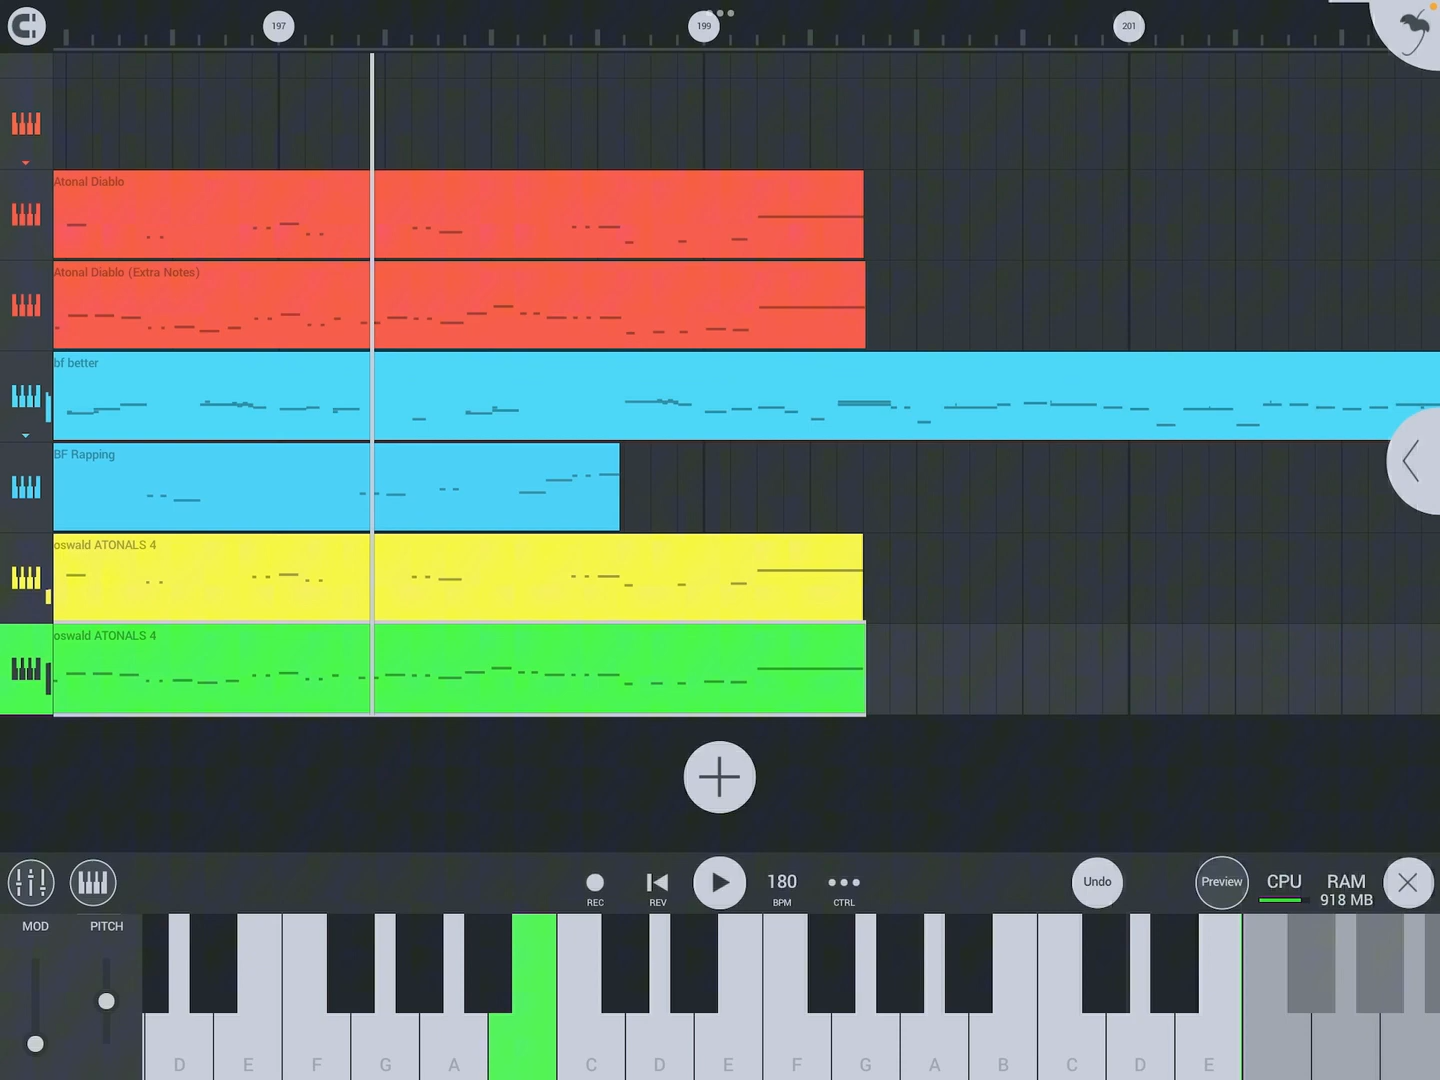 197
199
201
Atonal Diablo
Atonal Diablo (Extra Notes)
bf better
BF Rapping
oswald ATONALS 4
oswald ATONALS 4
180
Undo
Preview
CPU
RAM
918 MB
REC
REV
BPM
CTRL
MOD
PITCH
D E F G A C D E F G A B C D E